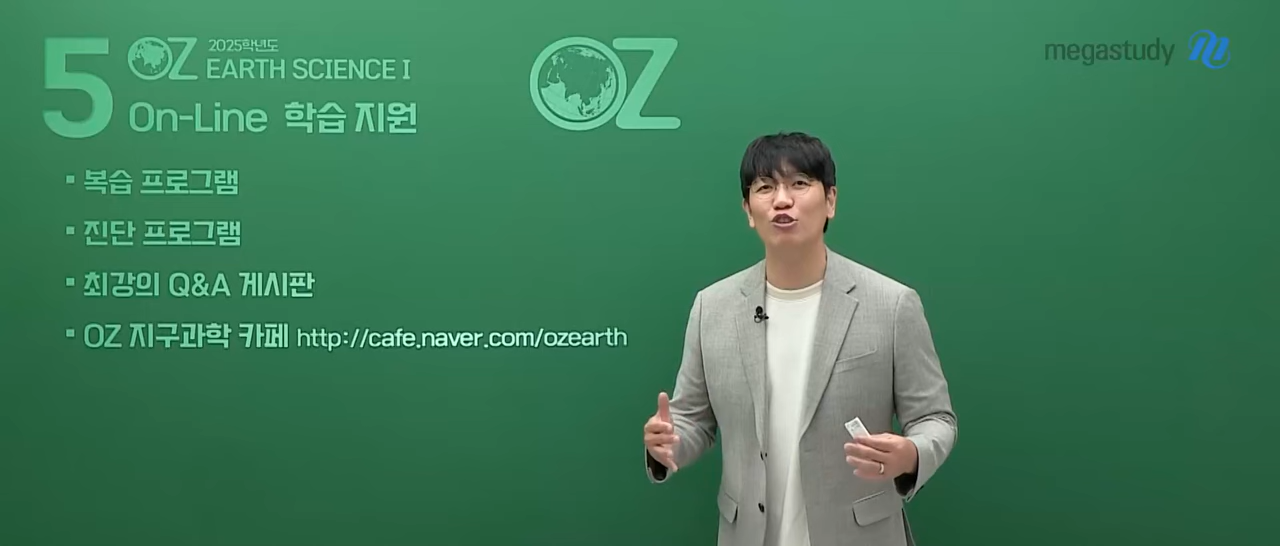 5
OZ 2025학년도
EARTH SCIENCE I
On-Line 학습 지원
▪ 복습 프로그램
▪ 진단 프로그램
▪ 최강의 Q&A 게시판
▪ OZ 지구과학 카페 http://cafe.naver.com/ozearth
OZ
megastudy